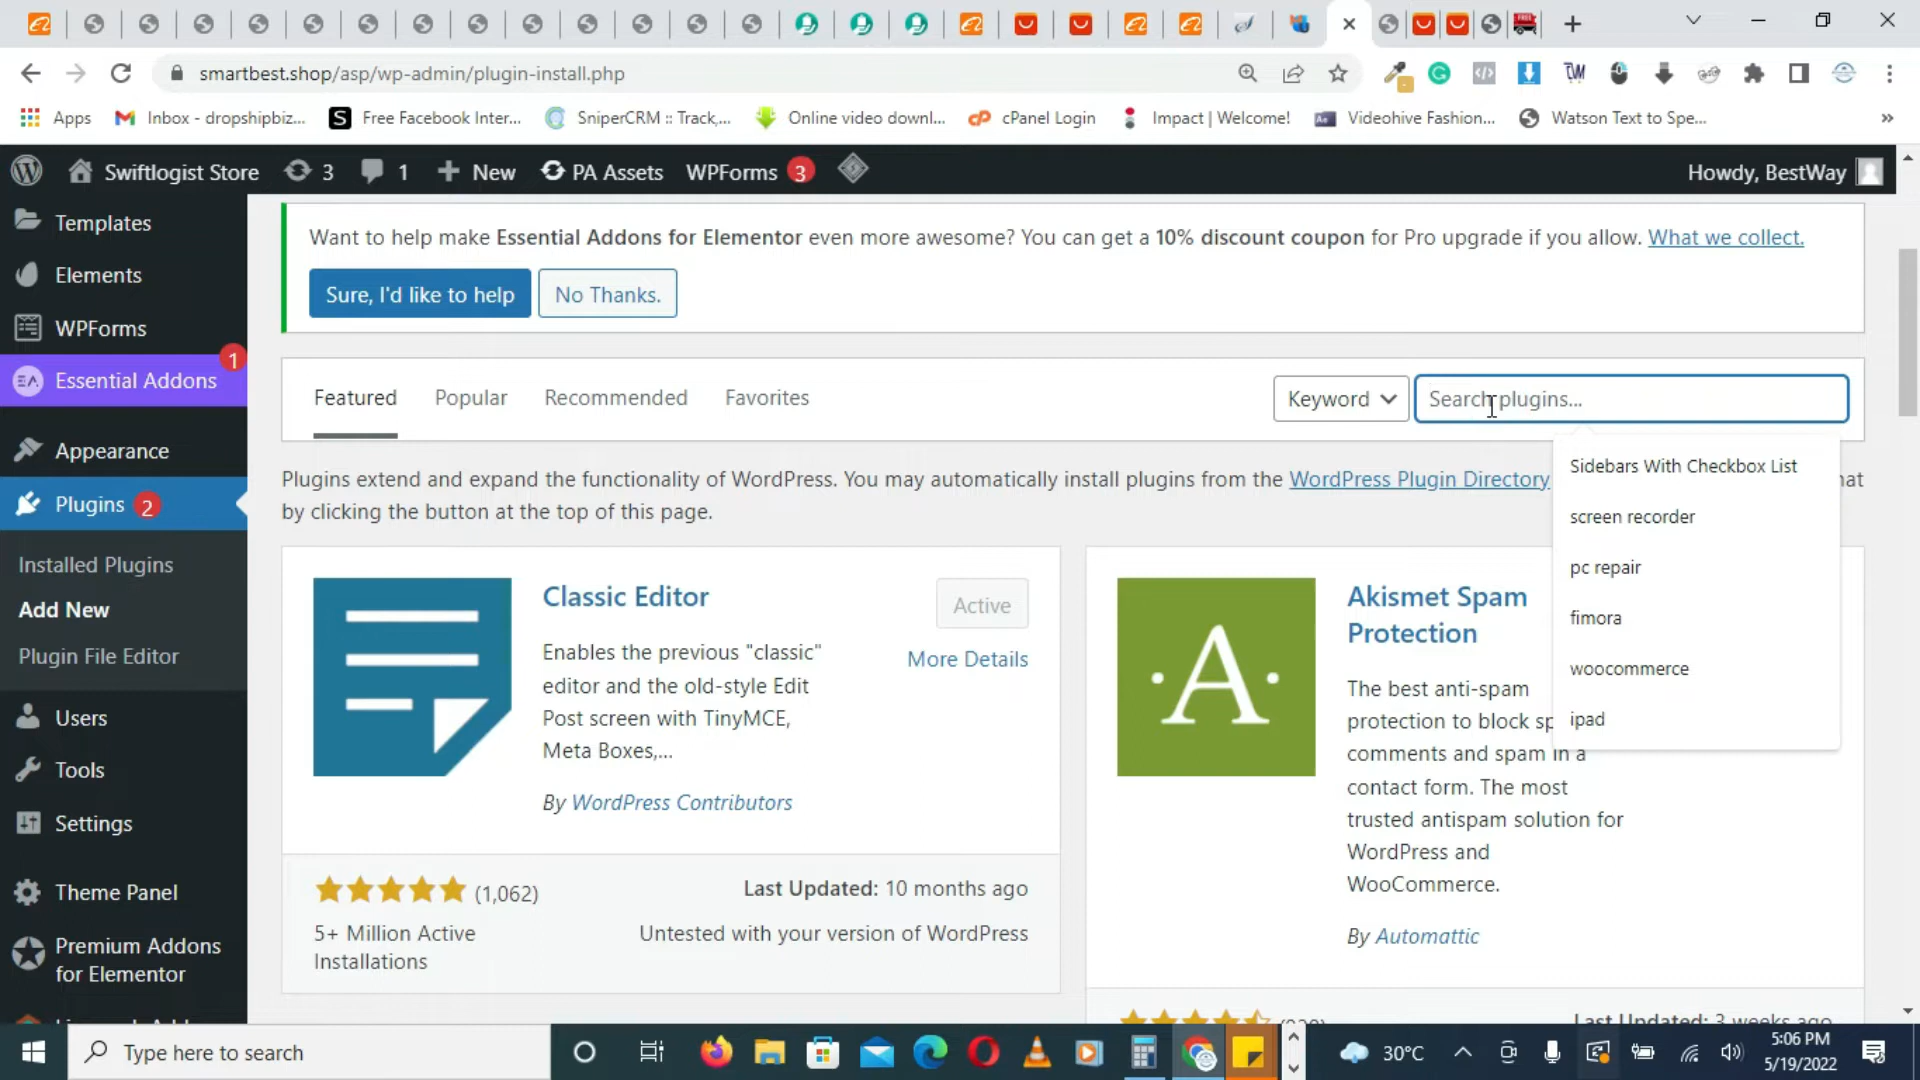 smartbest.shop/asp/wp-admin/plugin-install.php
Apps
Inbox - dropshipbiz...
Free Facebook Inter...
SniperCRM :: Track,...
Online video downl...
cPanel Login
Impact | Welcome!
Videohive Fashion...
Watson Text to Spe...
Swiftlogist Store
3
1
New
PA Assets
WPForms 3
Howdy, BestWay
Templates
Elements
WPForms
Essential Addons
1
Appearance
Plugins 2
Installed Plugins
Add New
Plugin File Editor
Users
Tools
Settings
Theme Panel
Premium Addons
for Elementor
Want to help make Essential Addons for Elementor even more awesome? You can get a 10% discount coupon for Pro upgrade if you allow. What we collect.
Sure, I'd like to help
No Thanks.
Featured
Popular
Recommended
Favorites
Keyword
Search plugins...
Sidebars With Checkbox List
screen recorder
pc repair
fimora
woocommerce
ipad
Plugins extend and expand the functionality of WordPress. You may automatically install plugins from the WordPress Plugin Directory
by clicking the button at the top of this page.
Classic Editor
Active
More Details
Enables the previous "classic"
editor and the old-style Edit
Post screen with TinyMCE,
Meta Boxes,...
By WordPress Contributors
(1,062)
5+ Million Active
Installations
Last Updated: 10 months ago
Untested with your version of WordPress
Akismet Spam
Protection
The best anti-spam
protection to block sp
comments and spam in a
contact form. The most
trusted antispam solution for
WordPress and
WooCommerce.
By Automattic
Last Updated: 3 weeks ago
Type here to search
30°C
5:06 PM
5/19/2022